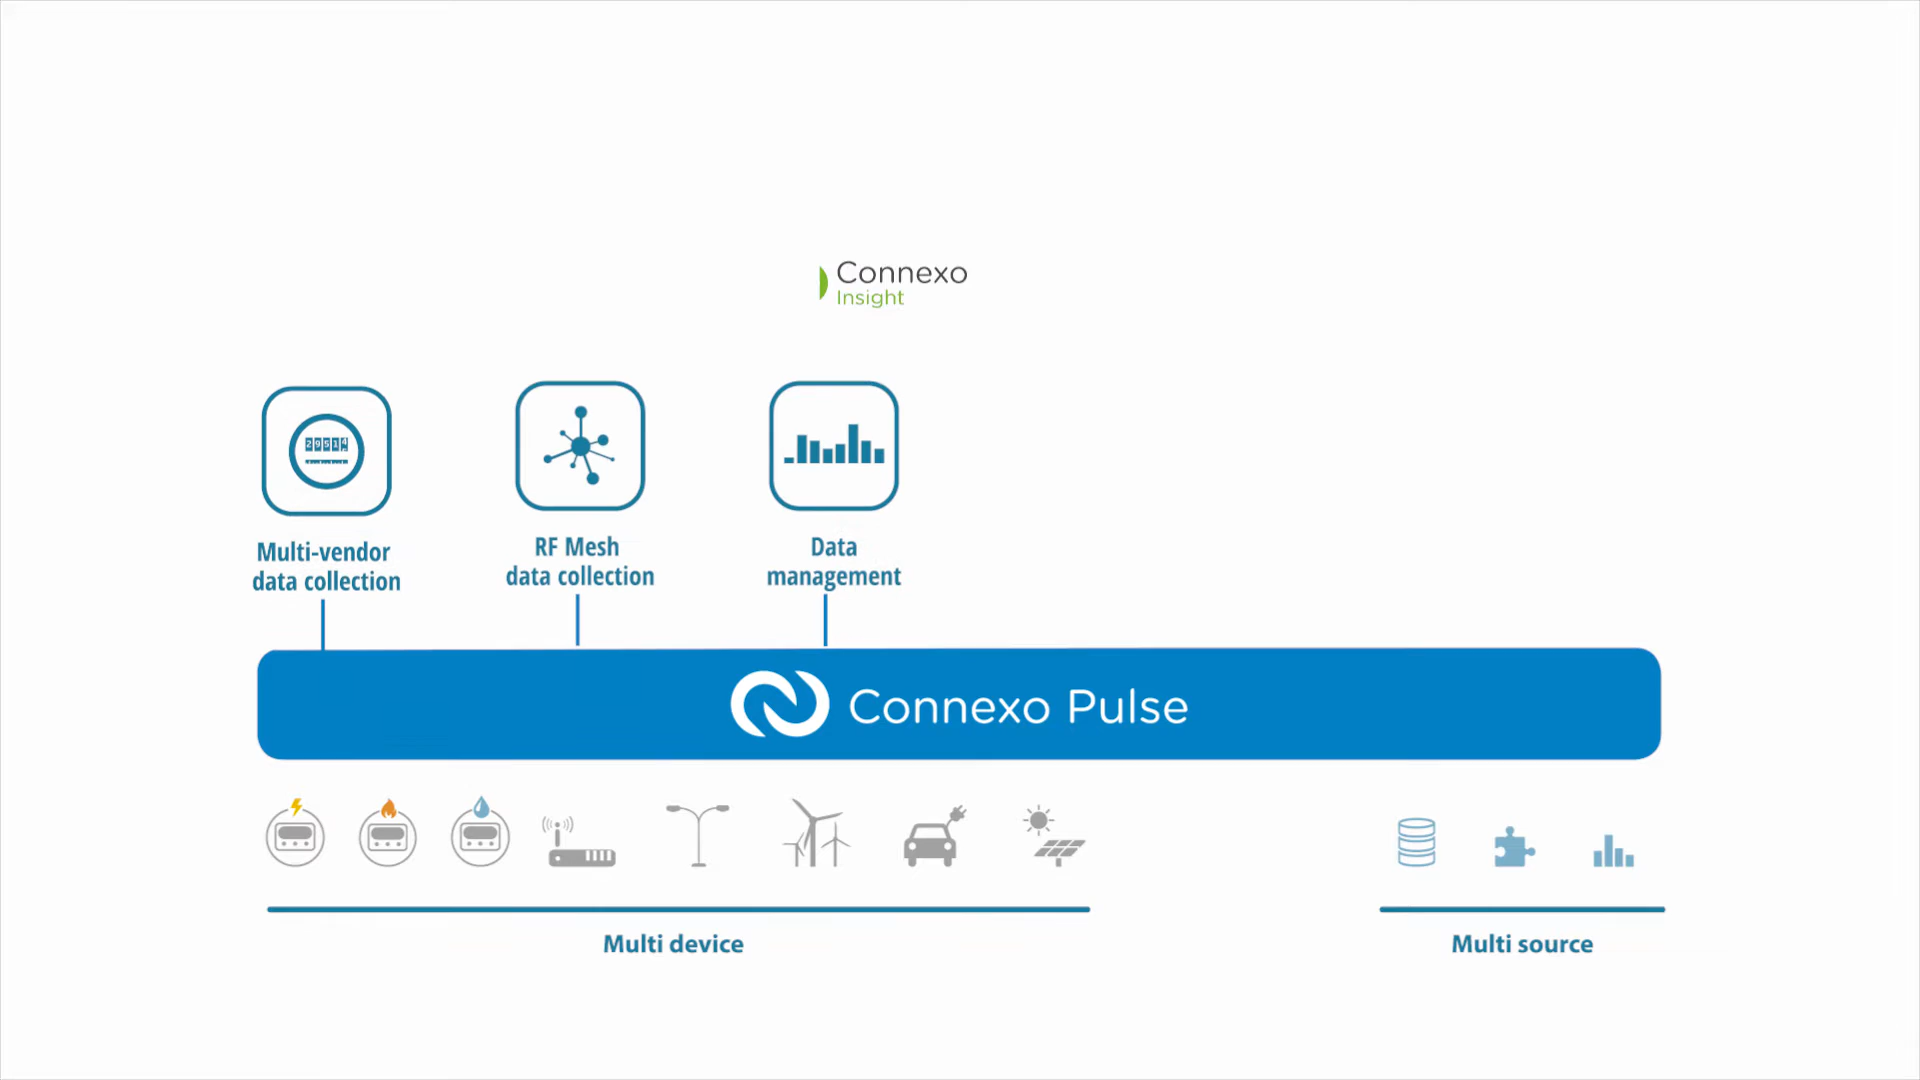 Connexo
Insight
Multi-vendor
data collection
RF Mesh
data collection
Data
management
Connexo Pulse
Multi device
Multi source